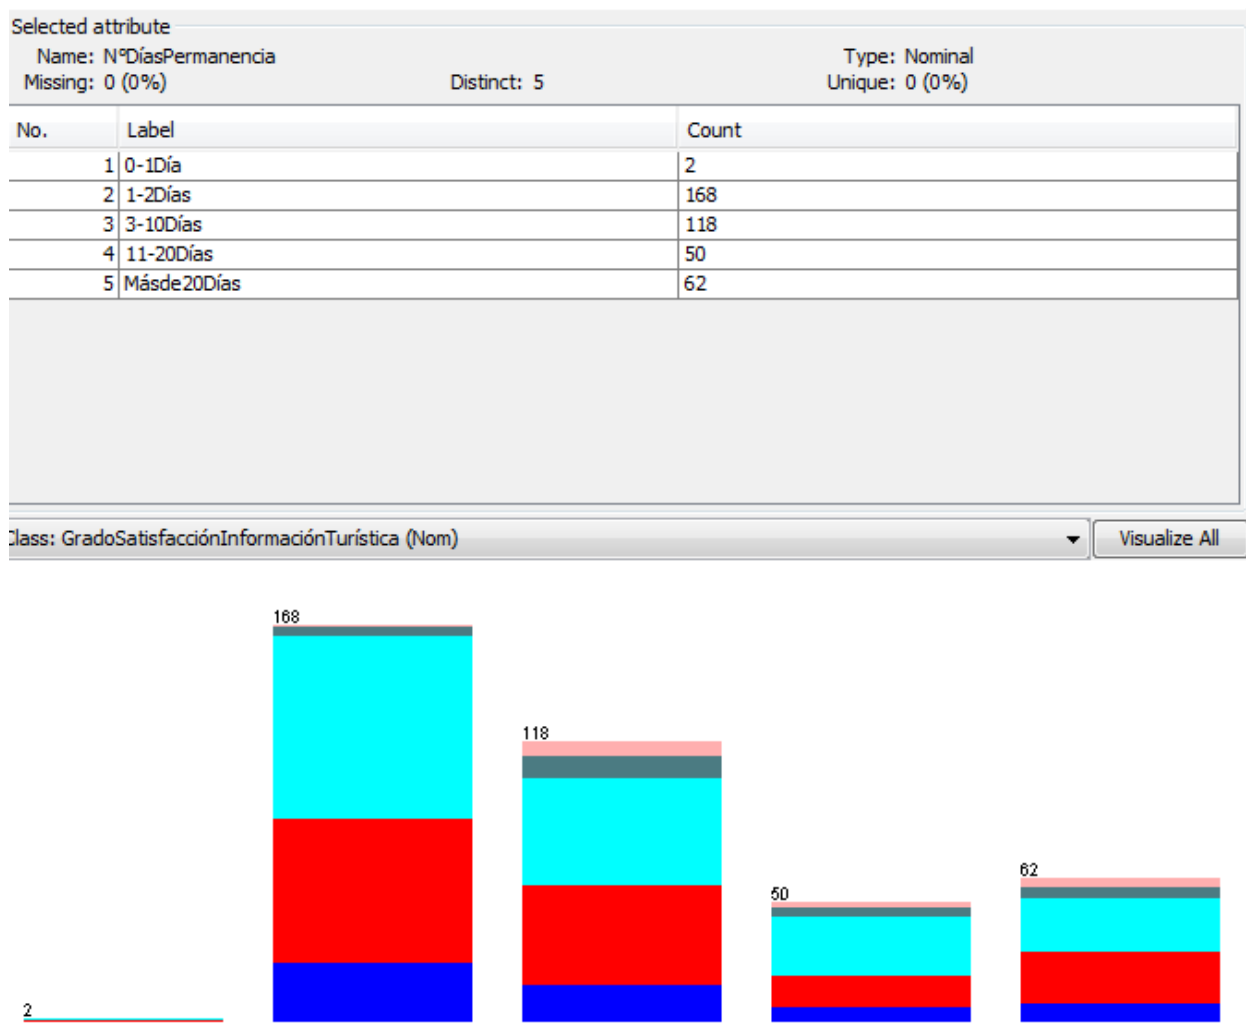 Selected attribute
Name: NºDíasPermanencia Type: Nominal
Missing: 0 (0%) Distinct: 5 Unique: 0 (0%)
No. Label Count
1 0-1Día 2
2 1-2Días 168
3 3-10Días 118
4 11-20Días 50
5 Másde20Días 62
Class: GradoSatisfacciónInformaciónTurística (Nom) Visualize All
168
118
62
50
2